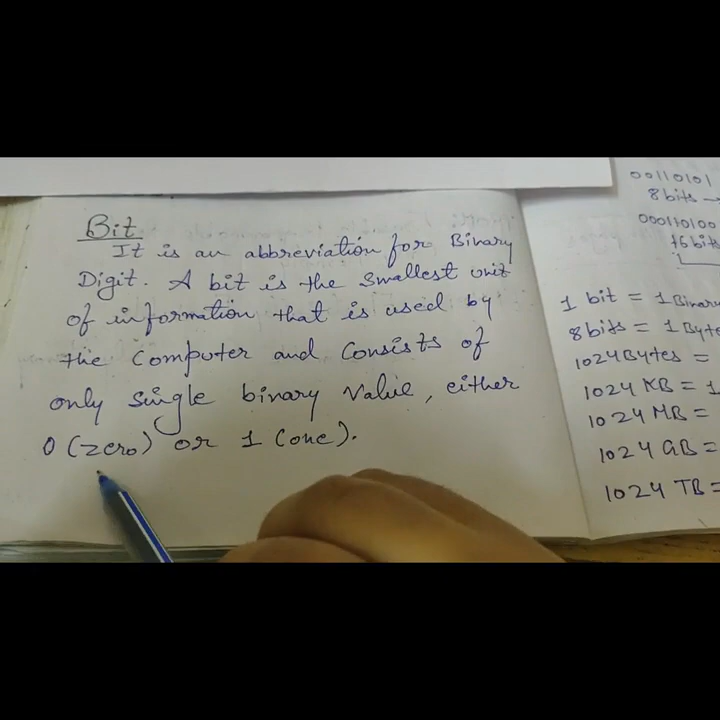 Bit
It is an abbreviation for Binary
Digit. A bit is the smallest unit
of information that is used by
the Computer and Consists of
only single binary Value, either
0 (zero) or 1 (one).
00110101
8 bits →
000110100
16 bits
1 bit = 1 Binary
8 bits = 1 Byte
1024 Bytes =
1024 KB = 1
1024 MB =
1024 GB =
1024 TB =